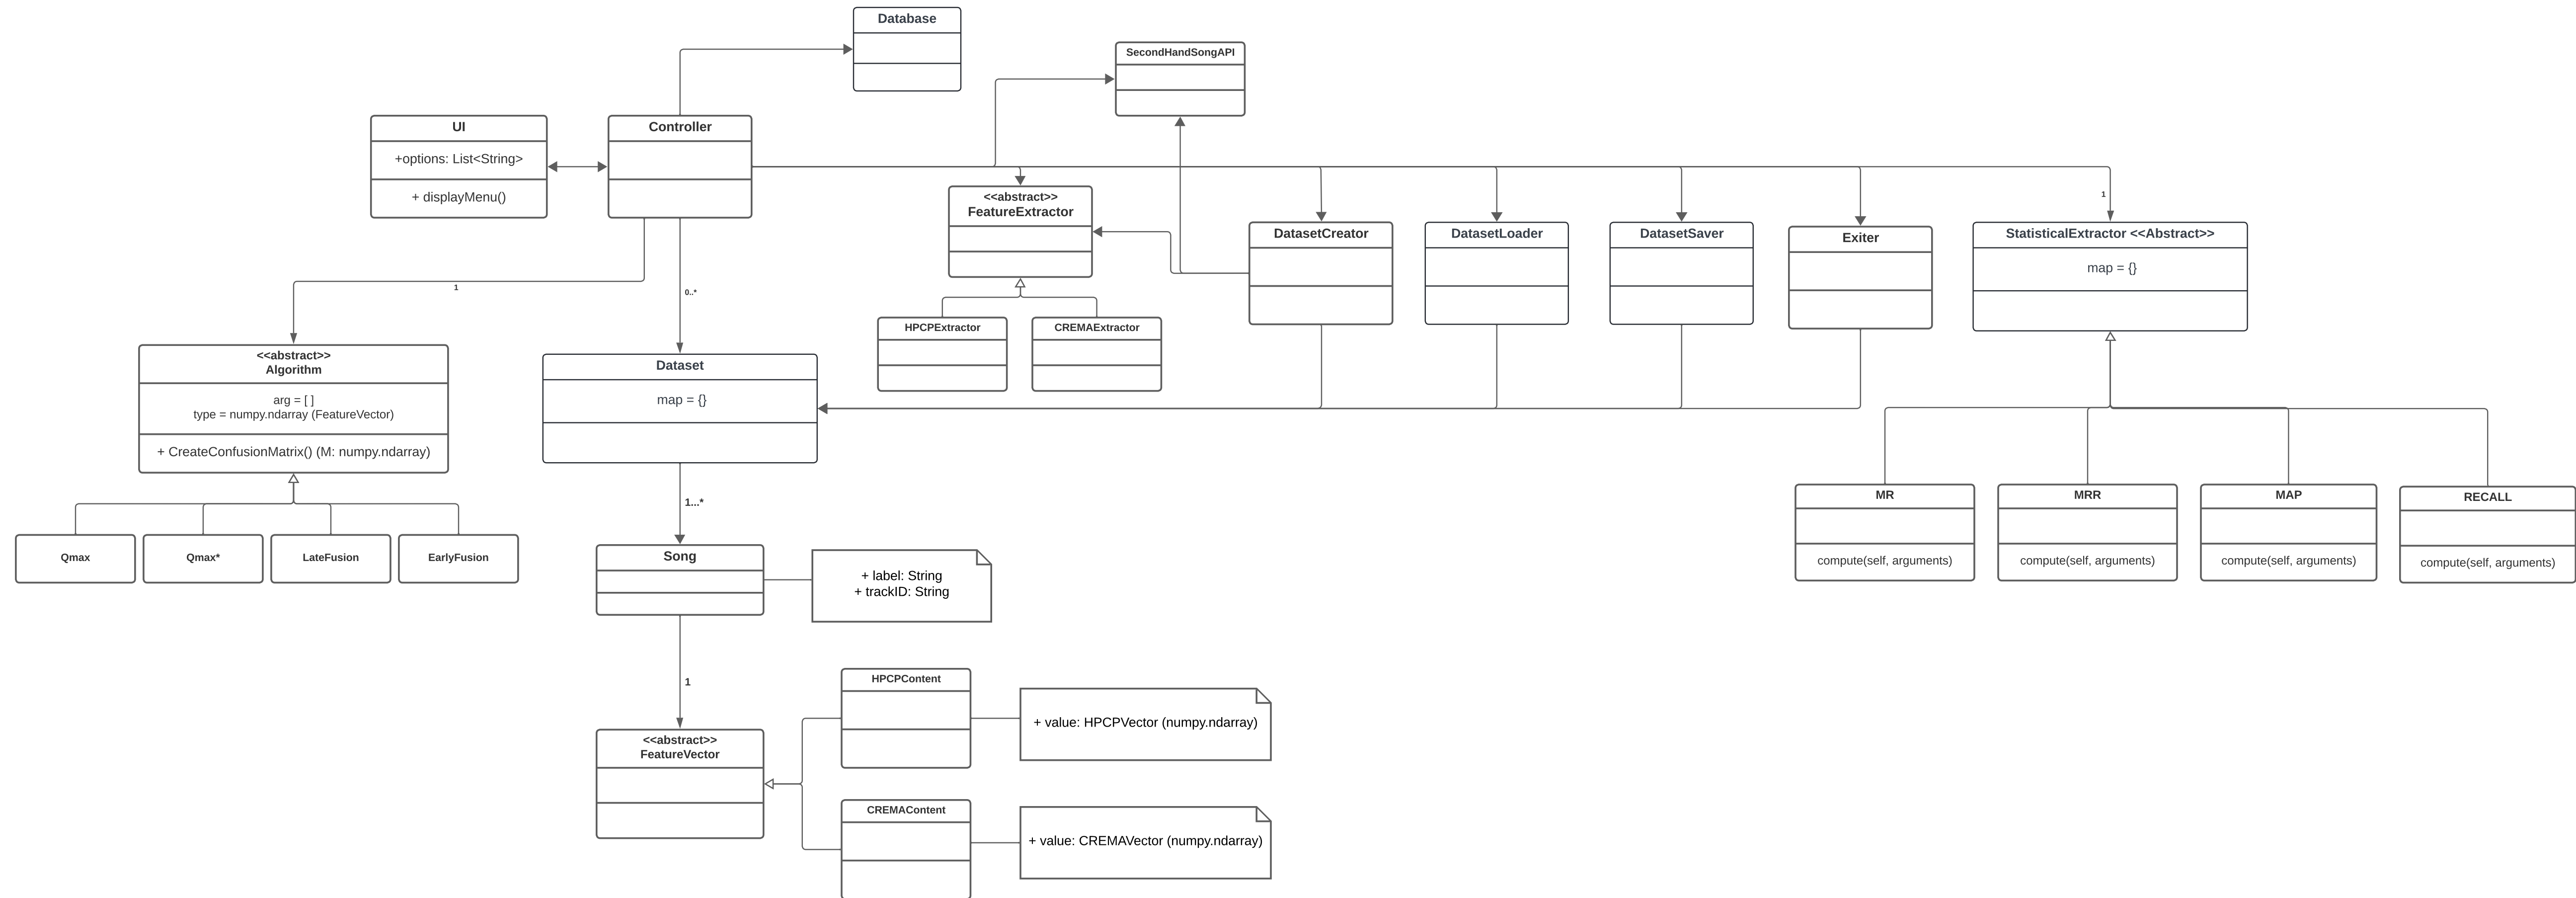 Database
SecondHandSongAPI
UI
+options: List<String>
+ displayMenu()
Controller
<<abstract>>
FeatureExtractor
DatasetCreator
DatasetLoader
DatasetSaver
Exiter
1
StatisticalExtractor <<Abstract>>
map = {}
1
0..*
HPCPExtractor
CREMAExtractor
<<abstract>>
Algorithm
arg = [ ]
type = numpy.ndarray (FeatureVector)
+ CreateConfusionMatrix() (M: numpy.ndarray)
Dataset
map = {}
Qmax
Qmax*
LateFusion
EarlyFusion
1...*
MR
compute(self, arguments)
MRR
compute(self, arguments)
MAP
compute(self, arguments)
RECALL
compute(self, arguments)
Song
+ label: String
+ trackID: String
1
HPCPContent
+ value: HPCPVector (numpy.ndarray)
<<abstract>>
FeatureVector
CREMAContent
+ value: CREMAVector (numpy.ndarray)